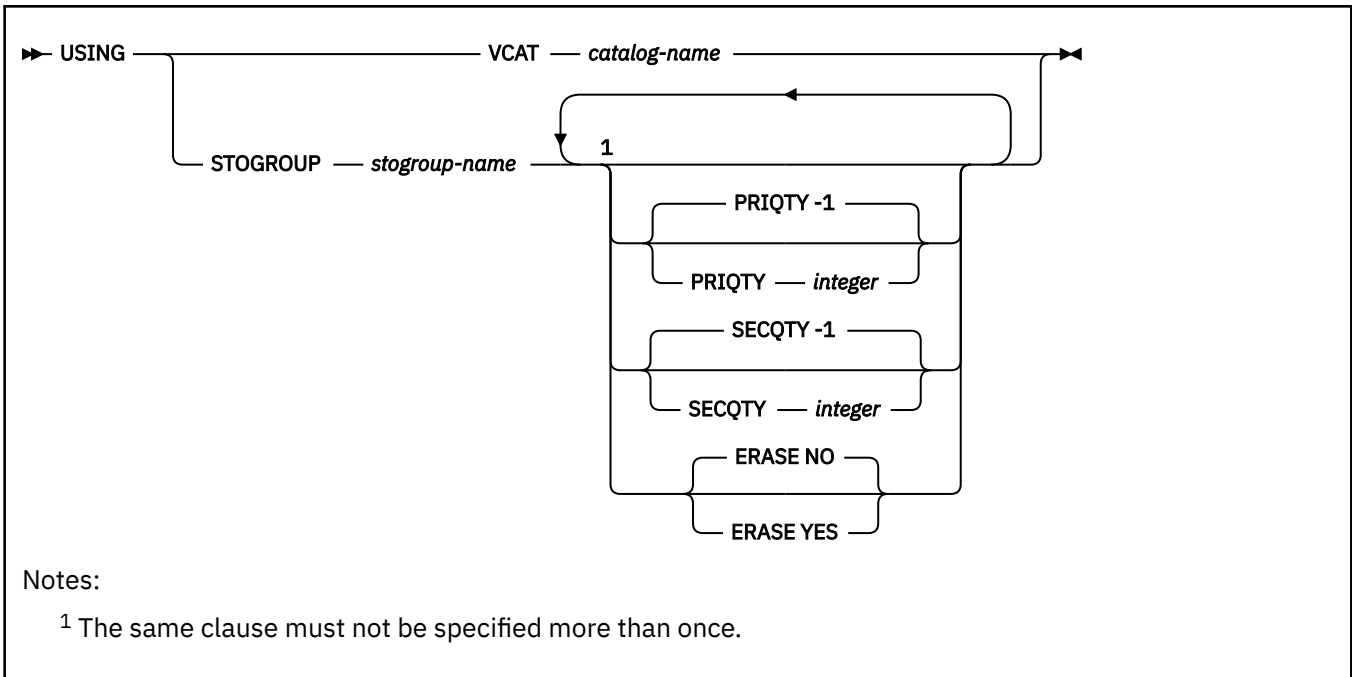 USING VCAT catalog-name
1
STOGROUP stogroup-name
PRIQTY -1
PRIQTY integer
SECQTY -1
SECQTY integer
ERASE NO
ERASE YES
Notes:
1 The same clause must not be specified more than once.